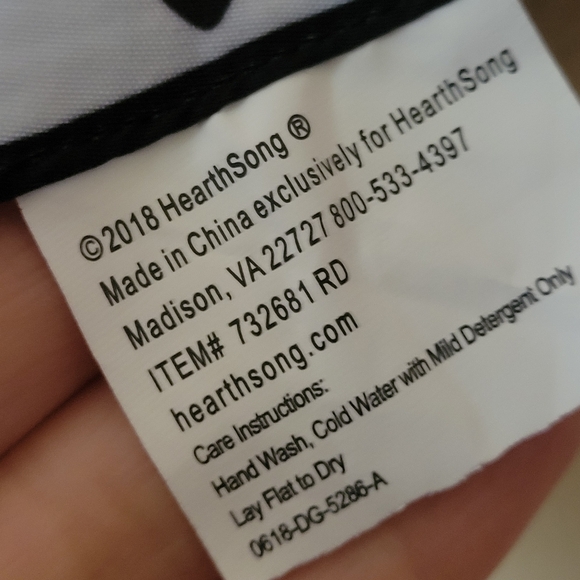 ©2018 HearthSong ®
Made in China exclusively for HearthSong
Madison, VA 22727 800-533-4397
ITEM# 732681 RD
hearthsong.com
Care Instructions:
Hand Wash, Cold Water with Mild Detergent Only
Lay Flat to Dry
0618-DG-5286-A